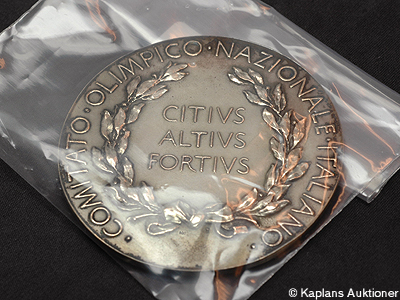 COMITATO · OLIMPICO · NAZIONALE · ITALIANO ·
CITIVS
ALTIVS
FORTIVS
© Kaplans Auktioner